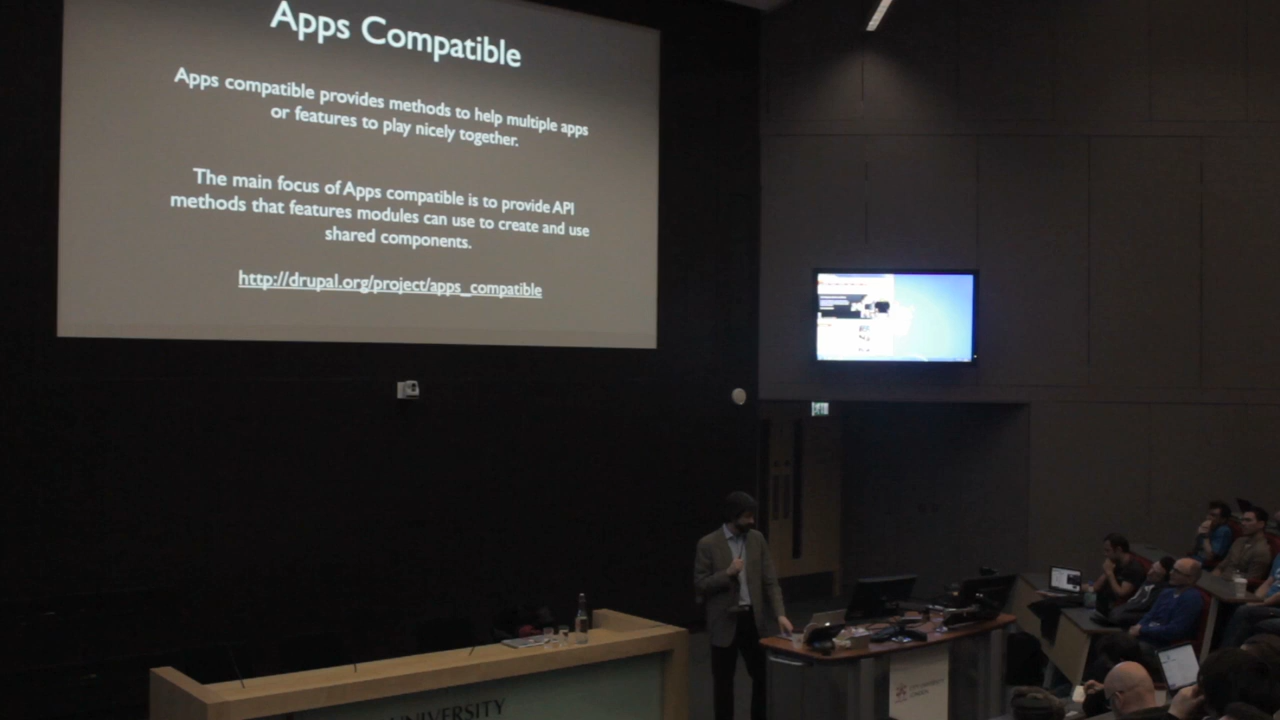 Apps Compatible
Apps compatible provides methods to help multiple apps
or features to play nicely together.
The main focus of Apps compatible is to provide API
methods that features modules can use to create and use
shared components.
http://drupal.org/project/apps_compatible
UNIVERSITY